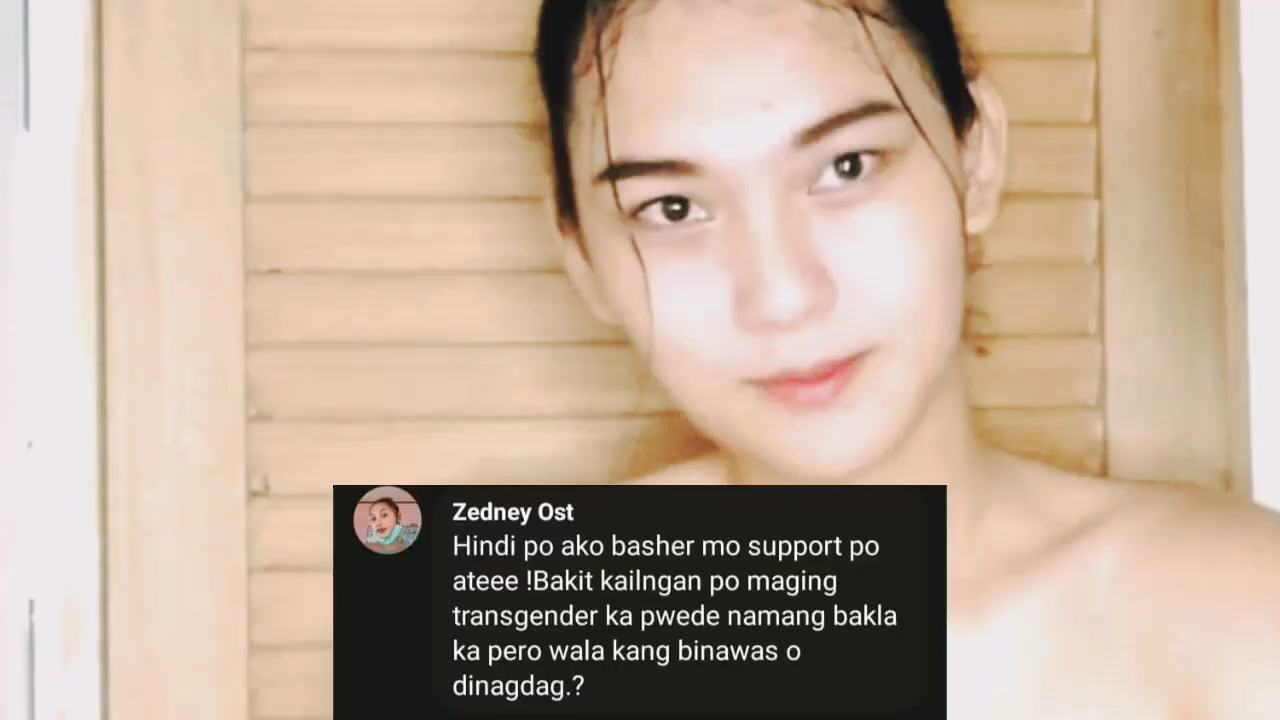 Zedney Ost
Hindi po ako basher mo support po
ateee !Bakit kailngan po maging
transgender ka pwede namang bakla
ka pero wala kang binawas o
dinagdag.?